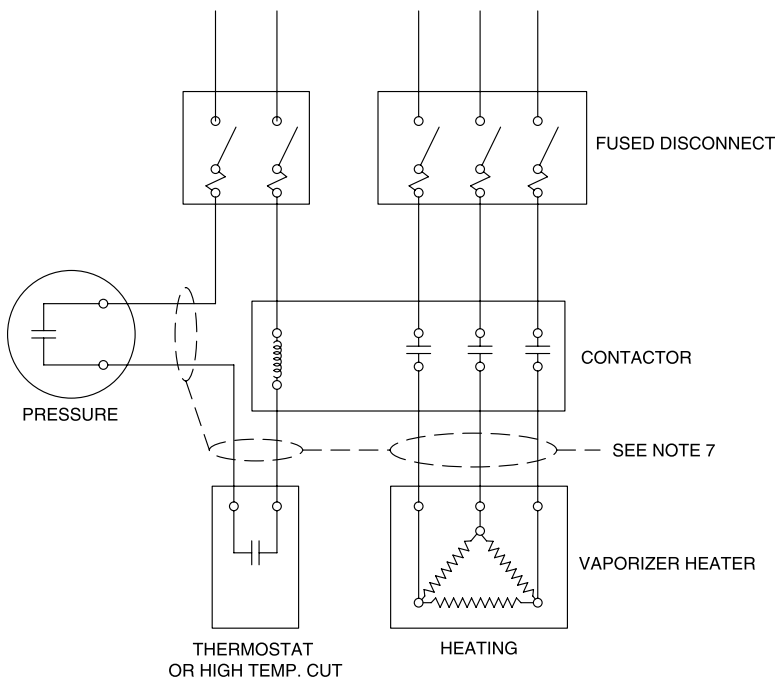 FUSED DISCONNECT
CONTACTOR
PRESSURE
SEE NOTE 7
VAPORIZER HEATER
THERMOSTAT
OR HIGH TEMP. CUT
HEATING